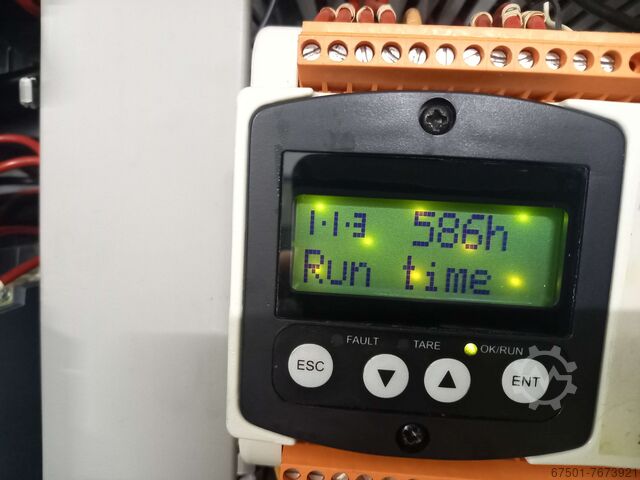 1·1·3 586h
Run time
FAULT TARE OK/RUN
ESC ENT
67501-7673921